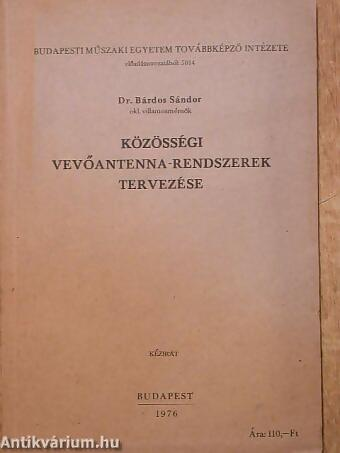 BUDAPESTI MŰSZAKI EGYETEM TOVÁBBKÉPZŐ INTÉZETE
előadássorozatából 5014
Dr. Bárdos Sándor
okl. villamosmérnök
KÖZÖSSÉGI
VEVŐANTENNA-RENDSZEREK
TERVEZÉSE
KÉZIRAT
BUDAPEST
1976
Ára: 110,—Ft
Antikvárium.hu